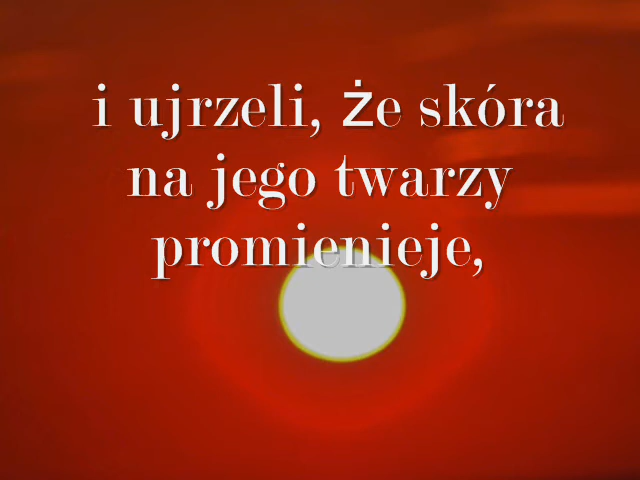 i ujrzeli, że skóra
na jego twarzy
promienieje,